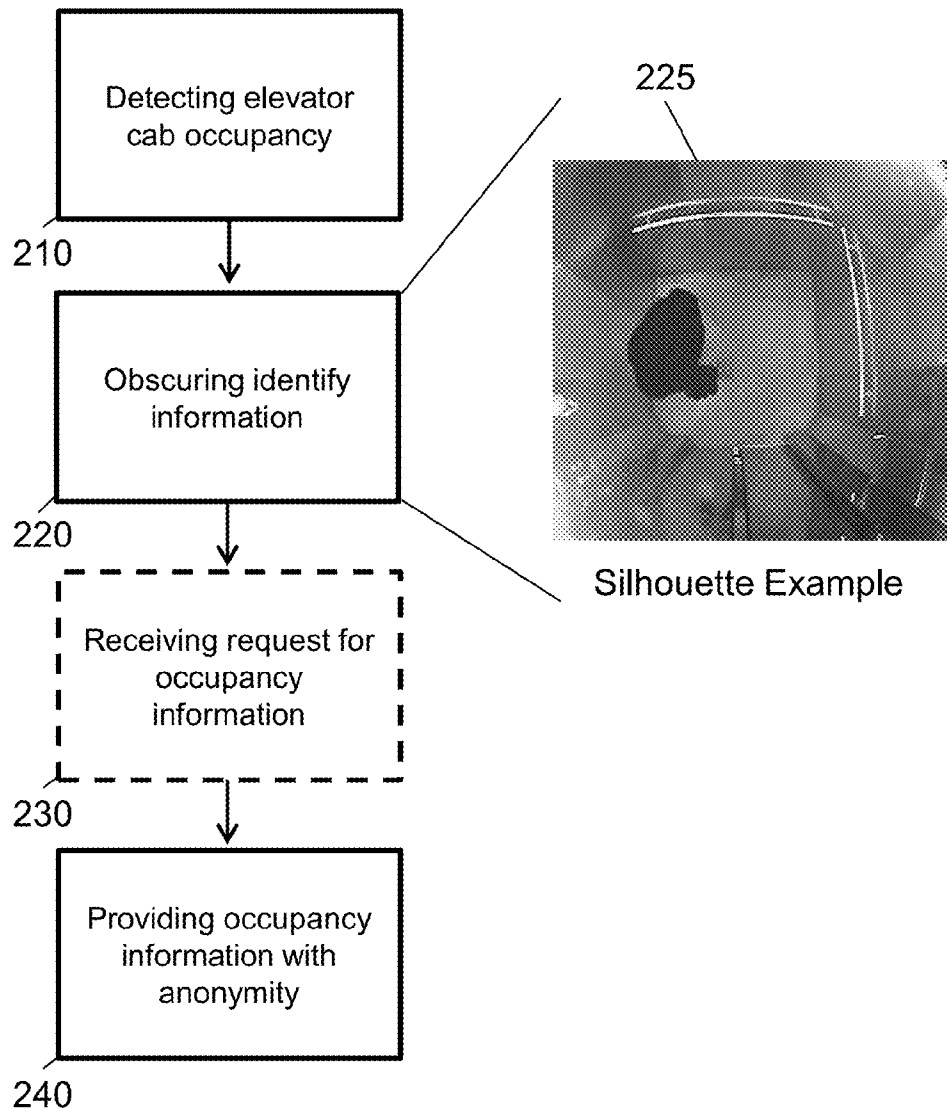 Detecting elevator
cab occupancy
210
225
Obscuring identify
information
220
Silhouette Example
Receiving request for
occupancy
information
230
Providing occupancy
information with
anonymity
240